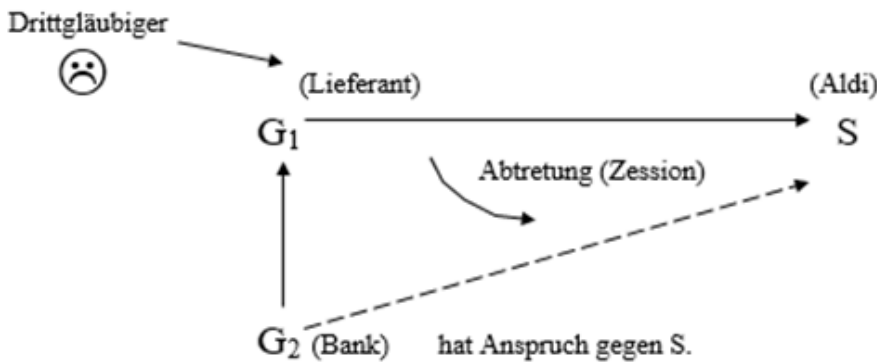 Drittgläubiger
(Lieferant) (Aldi)
G₁ S
Abtretung (Zession)
G₂ (Bank) hat Anspruch gegen S.